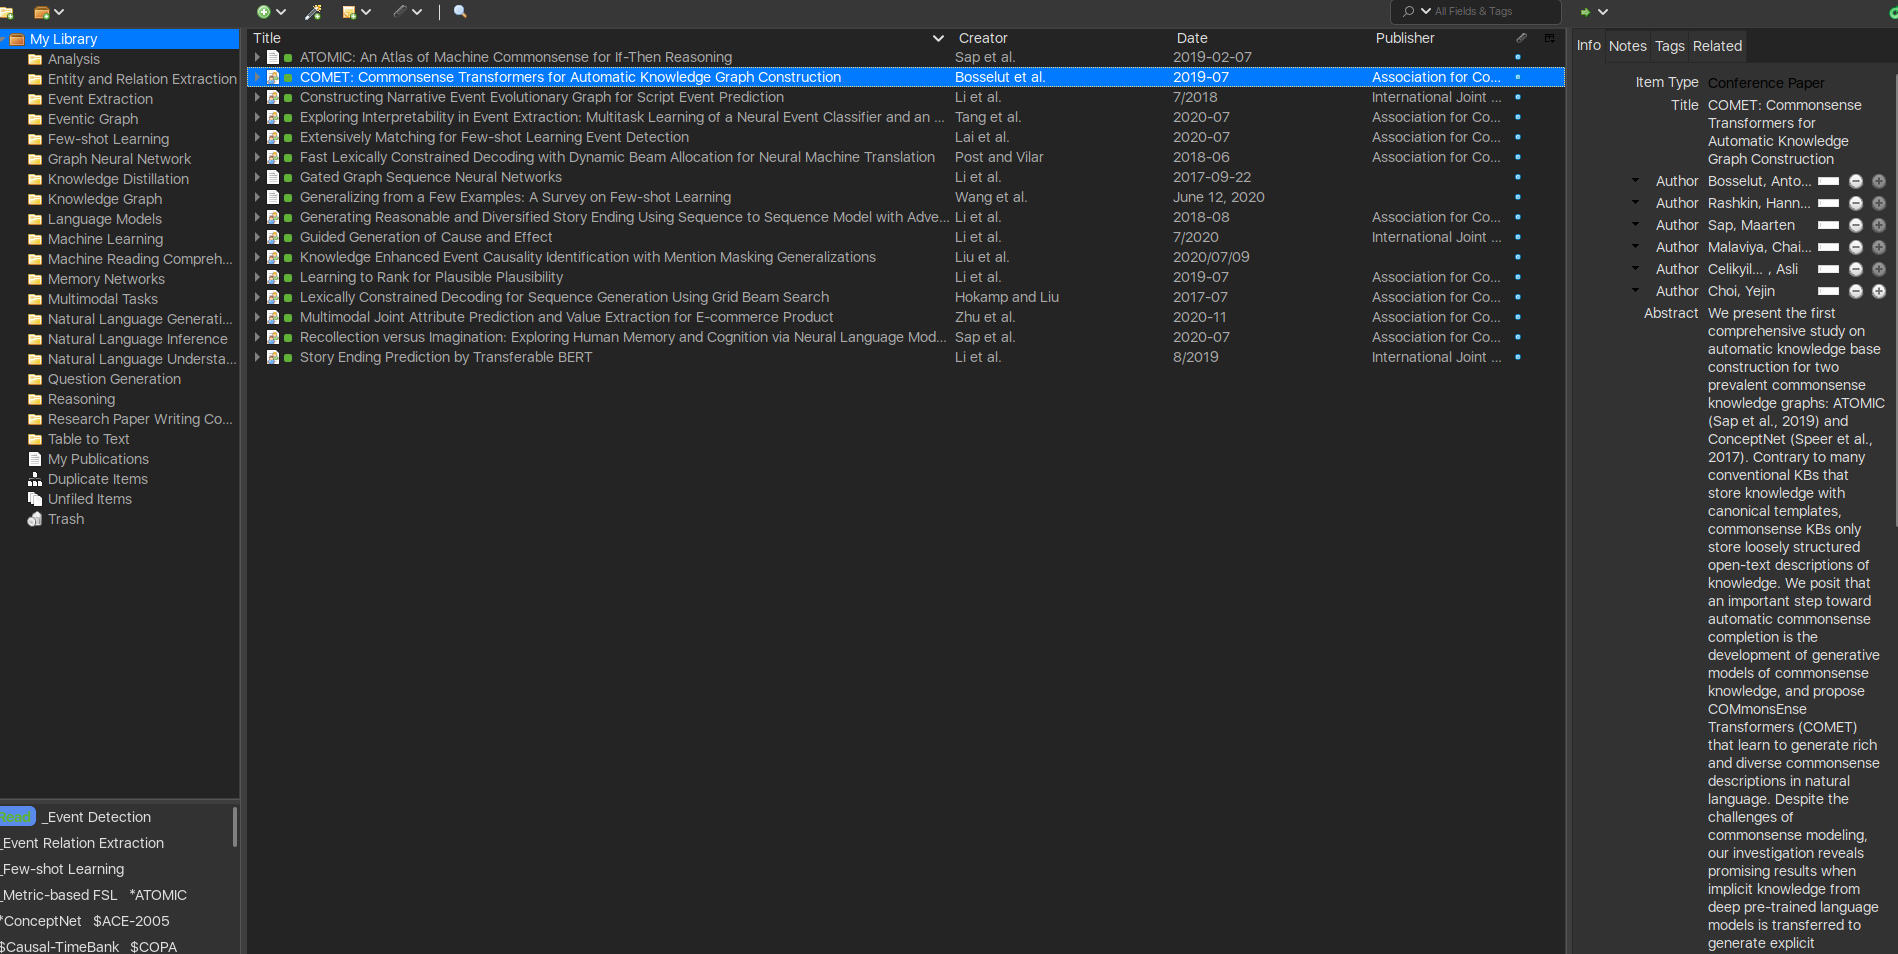 All Fields & Tags
My Library
Analysis
Entity and Relation Extraction
Event Extraction
Eventic Graph
Few-shot Learning
Graph Neural Network
Knowledge Distillation
Knowledge Graph
Language Models
Machine Learning
Machine Reading Compreh...
Memory Networks
Multimodal Tasks
Natural Language Generati...
Natural Language Inference
Natural Language Understa...
Question Generation
Reasoning
Research Paper Writing Co...
Table to Text
My Publications
Duplicate Items
Unfiled Items
Trash
Read _Event Detection
_Event Relation Extraction
_Few-shot Learning
_Metric-based FSL *ATOMIC
*ConceptNet $ACE-2005
$Causal-TimeBank $COPA
Title Creator Date Publisher
ATOMIC: An Atlas of Machine Commonsense for If-Then Reasoning Sap et al. 2019-02-07
COMET: Commonsense Transformers for Automatic Knowledge Graph Construction Bosselut et al. 2019-07 Association for Co...
Constructing Narrative Event Evolutionary Graph for Script Event Prediction Li et al. 7/2018 International Joint ...
Exploring Interpretability in Event Extraction: Multitask Learning of a Neural Event Classifier and an ... Tang et al. 2020-07 Association for Co...
Extensively Matching for Few-shot Learning Event Detection Lai et al. 2020-07 Association for Co...
Fast Lexically Constrained Decoding with Dynamic Beam Allocation for Neural Machine Translation Post and Vilar 2018-06 Association for Co...
Gated Graph Sequence Neural Networks Li et al. 2017-09-22
Generalizing from a Few Examples: A Survey on Few-shot Learning Wang et al. June 12, 2020
Generating Reasonable and Diversified Story Ending Using Sequence to Sequence Model with Adve... Li et al. 2018-08 Association for Co...
Guided Generation of Cause and Effect Li et al. 7/2020 International Joint ...
Knowledge Enhanced Event Causality Identification with Mention Masking Generalizations Liu et al. 2020/07/09
Learning to Rank for Plausible Plausibility Li et al. 2019-07 Association for Co...
Lexically Constrained Decoding for Sequence Generation Using Grid Beam Search Hokamp and Liu 2017-07 Association for Co...
Multimodal Joint Attribute Prediction and Value Extraction for E-commerce Product Zhu et al. 2020-11 Association for Co...
Recollection versus Imagination: Exploring Human Memory and Cognition via Neural Language Mod... Sap et al. 2020-07 Association for Co...
Story Ending Prediction by Transferable BERT Li et al. 8/2019 International Joint ...
Info Notes Tags Related
Item Type Conference Paper
Title COMET: Commonsense
Transformers for
Automatic Knowledge
Graph Construction
Author Bosselut, Anto...
Author Rashkin, Hann...
Author Sap, Maarten
Author Malaviya, Chai...
Author Celikyil... , Asli
Author Choi, Yejin
Abstract We present the first
comprehensive study on
automatic knowledge base
construction for two
prevalent commonsense
knowledge graphs: ATOMIC
(Sap et al., 2019) and
ConceptNet (Speer et al.,
2017). Contrary to many
conventional KBs that
store knowledge with
canonical templates,
commonsense KBs only
store loosely structured
open-text descriptions of
knowledge. We posit that
an important step toward
automatic commonsense
completion is the
development of generative
models of commonsense
knowledge, and propose
COMmonsEnse
Transformers (COMET)
that learn to generate rich
and diverse commonsense
descriptions in natural
language. Despite the
challenges of
commonsense modeling,
our investigation reveals
promising results when
implicit knowledge from
deep pre-trained language
models is transferred to
generate explicit